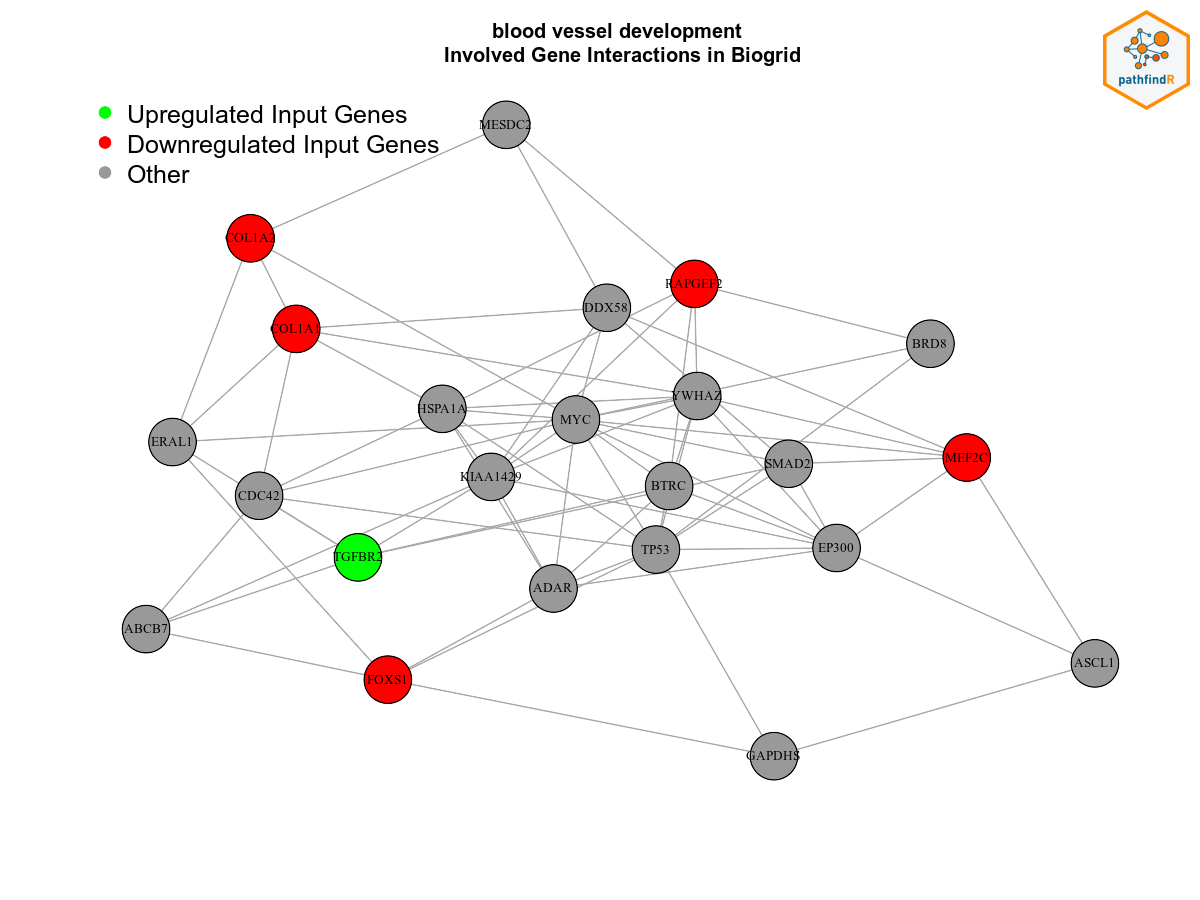 blood vessel development
Involved Gene Interactions in Biogrid
pathfindR
Upregulated Input Genes
Downregulated Input Genes
Other
MESDC2
COL1A2
RAPGEF2
DDX58
COL1A1
BRD8
YWHAZ
HSPA1A
MYC
ERAL1
MEF2C
SMAD2
KIAA1429
BTRC
CDC42
EP300
TP53
TGFBR2
ADAR
ABCB7
ASCL1
FOXS1
GAPDHS